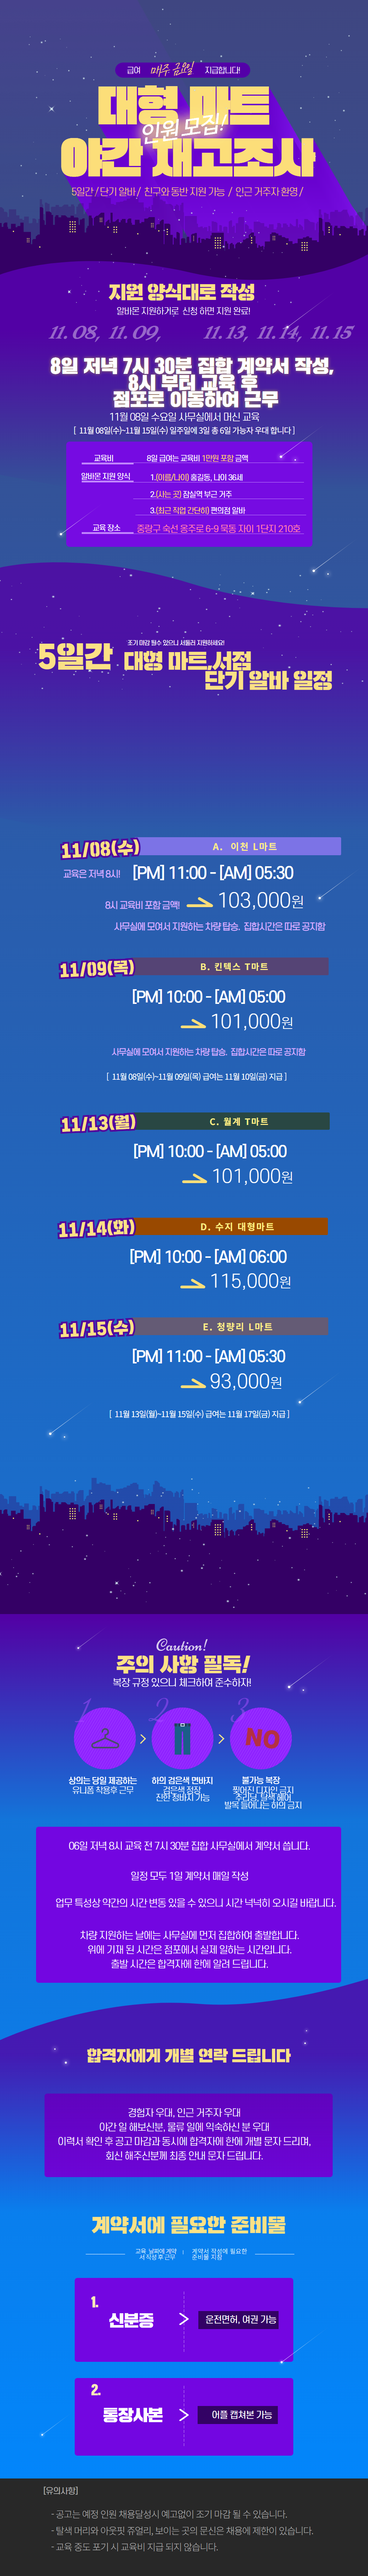 급여 매주 금요일 지급합니다!
대형 마트
인원 모집!
야간 재고조사
5일간 / 단기 알바 / 친구와 동반 지원 가능 / 인근 거주자 환영 /
지원 양식대로 작성
알바몬 지원하거로 신청 하면 지원 완료!
11. 08, 11. 09, 11. 13, 11. 14, 11. 15
8일 저녁 7시 30분 집합 계약서 작성,
8시 부터 교육 후
점포로 이동하여 근무
11월 08일 수요일 사무실에서 머신 교육
[ 11월 08일(수)~11월 15일(수) 일주일에 3일 총 6일 가능자 우대 합니다 ]
교육비 8일 급여는 교육비 1만원 포함 금액
알바몬 지원 양식 1.(이름/나이) 홍길동, 나이 36세
2.(사는 곳) 잠실역 부근 거주
3.(최근 직업 간단히) 편의점 알바
교육 장소 중랑구 숙선 옹주로 6-9 묵동 자이 1단지 210호
조기 마감 될수 있으니 서둘러 지원하쉐요!
5일간 대형 마트,서점
단기 알바 일정
11/08(수) A. 이천 L마트
교육은 저녁 8시! [PM] 11:00 - [AM] 05:30
8시 교육비 포함 금액! 103,000원
사무실에 모여서 지원하는 차량 탑승. 집합시간은 따로 공지함
11/09(목) B. 킨텍스 T마트
[PM] 10:00 - [AM] 05:00
101,000원
사무실에 모여서 지원하는 차량 탑승. 집합시간은 따로 공지함
[ 11월 08일(수)~11월 09일(목) 급여는 11월 10일(금) 지급 ]
11/13(월) C. 월계 T마트
[PM] 10:00 - [AM] 05:00
101,000원
11/14(화) D. 수지 대형마트
[PM] 10:00 - [AM] 06:00
115,000원
11/15(수) E. 청량리 L마트
[PM] 11:00 - [AM] 05:30
93,000원
[ 11월 13일(월)~11월 15일(수) 급여는 11월 17일(금) 지급 ]
Caution!
주의 사항 필독!
복장 규정 있으니 체크하여 준수하자!
1 2 3
NO
상의는 당일 제공하는
유니폼 착용후 근무
하의 검은색 면바지
검은색 정장
진한 청바지 가능
불가능 복장
찢어진 디자인 금지
추리닝, 탈색 헤어
발목 들어나는 하의 금지
06일 저녁 8시 교육 전 7시 30분 집합 사무실에서 계약서 씁니다.
일정 모두 1일 계약서 매일 작성
업무 특성상 약간의 시간 변동 있을 수 있으니 시간 넉넉히 오시길 바랍니다.
차량 지원하는 날에는 사무실에 먼저 집합하여 출발합니다.
위에 기재 된 시간은 점포에서 실제 일하는 시간입니다.
출발 시간은 합격자에 한에 알려 드립니다.
합격자에게 개별 연락 드립니다
경험자 우대, 인근 거주자 우대
야간 일 해보신분, 물류 일에 익숙하신 분 우대
이력서 확인 후 공고 마감과 동시에 합격자에 한에 개별 문자 드리며,
회신 해주신분께 최종 안내 문자 드립니다.
계약서에 필요한 준비물
교육 날짜에 계약
서 작성 후 근무
계약서 작성에 필요한
준비물 지침
1.
신분증
운전면허, 여권 가능
2.
통장사본
어플 캡쳐본 가능
[유의사항]
- 공고는 예정 인원 채용달성시 예고없이 조기 마감 될 수 있습니다.
- 탈색 머리와 아웃핏 쥬얼리, 보이는 곳의 문신은 채용에 제한이 있습니다.
- 교육 중도 포기 시 교육비 지급 되지 않습니다.